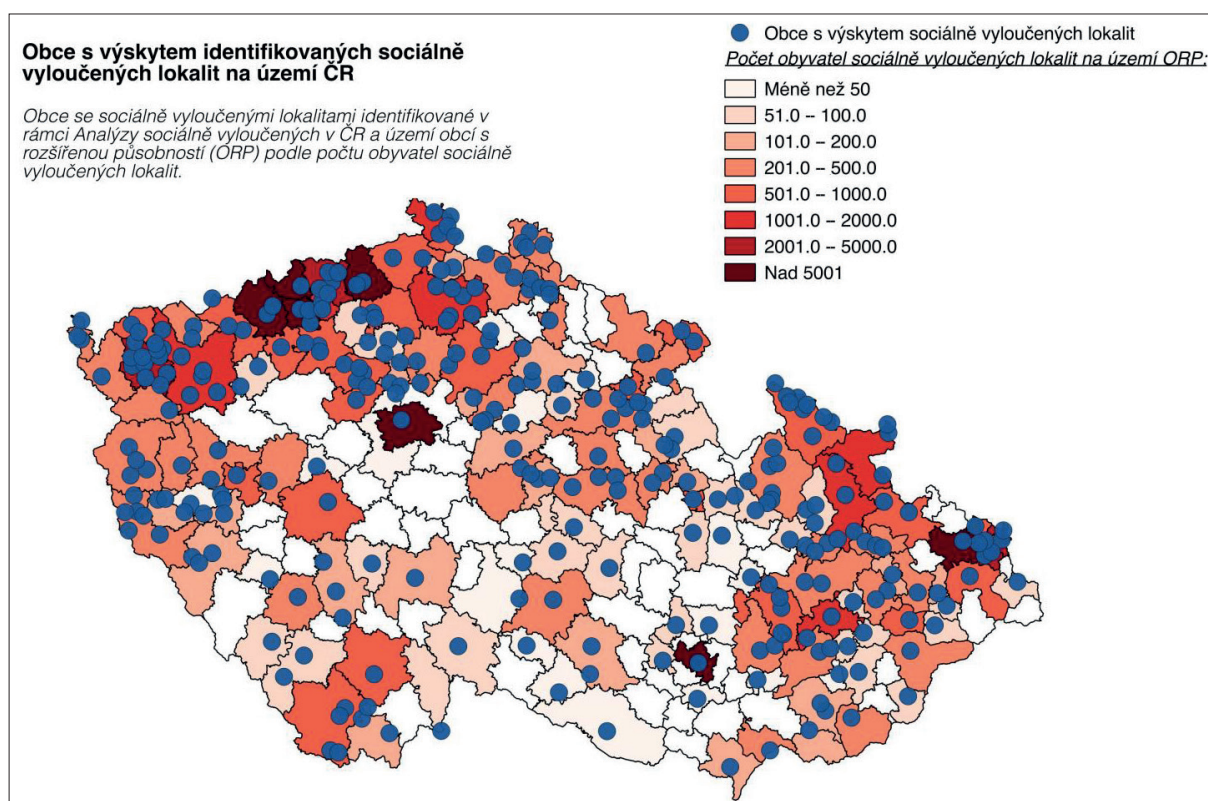 Obce s výskytem identifikovaných sociálně
vyloučených lokalit na území ČR
Obce se sociálně vyloučenými lokalitami identifikované v
rámci Analýzy sociálně vyloučených v ČR a území obcí s
rozšířenou působností (ORP) podle počtu obyvatel sociálně
vyloučených lokalit.
Obce s výskytem sociálně vyloučených lokalit
Počet obyvatel sociálně vyloučených lokalit na území ORP:
Méně než 50
51.0 – 100.0
101.0 – 200.0
201.0 – 500.0
501.0 – 1000.0
1001.0 – 2000.0
2001.0 – 5000.0
Nad 5001